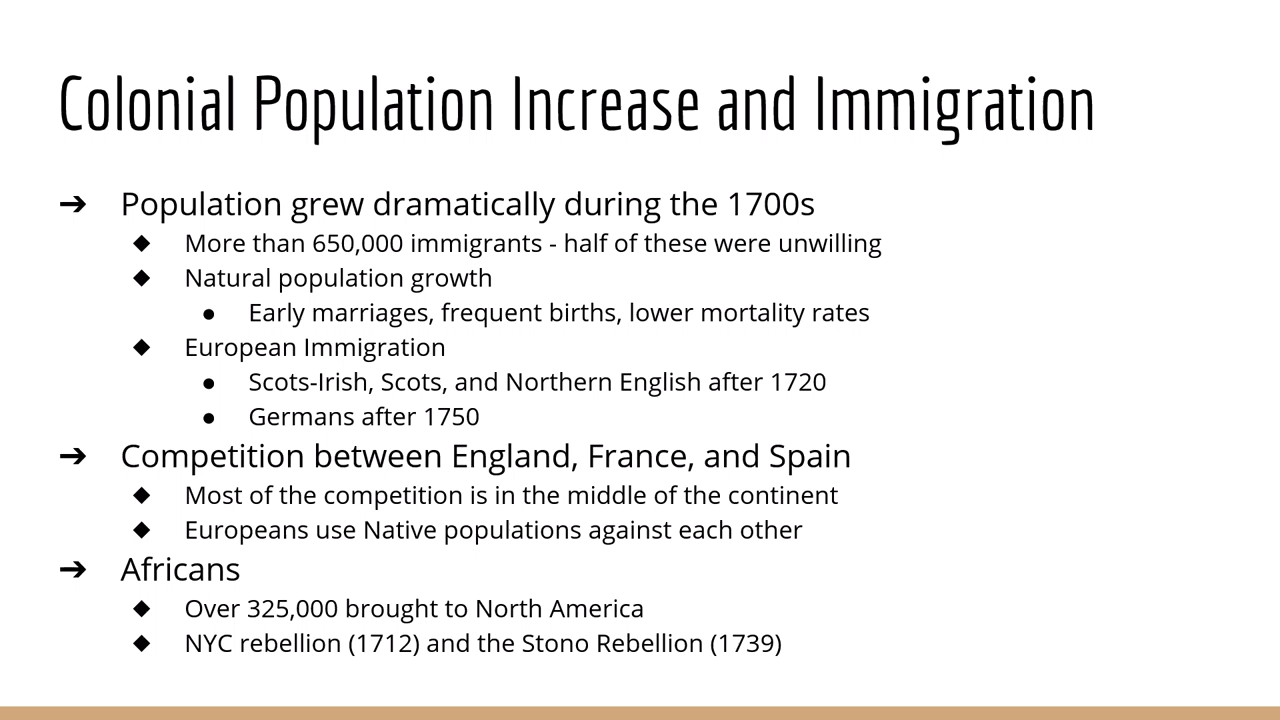 Colonial Population Increase and Immigration
➔ Population grew dramatically during the 1700s
◆ More than 650,000 immigrants - half of these were unwilling
◆ Natural population growth
● Early marriages, frequent births, lower mortality rates
◆ European Immigration
● Scots-Irish, Scots, and Northern English after 1720
● Germans after 1750
➔ Competition between England, France, and Spain
◆ Most of the competition is in the middle of the continent
◆ Europeans use Native populations against each other
➔ Africans
◆ Over 325,000 brought to North America
◆ NYC rebellion (1712) and the Stono Rebellion (1739)